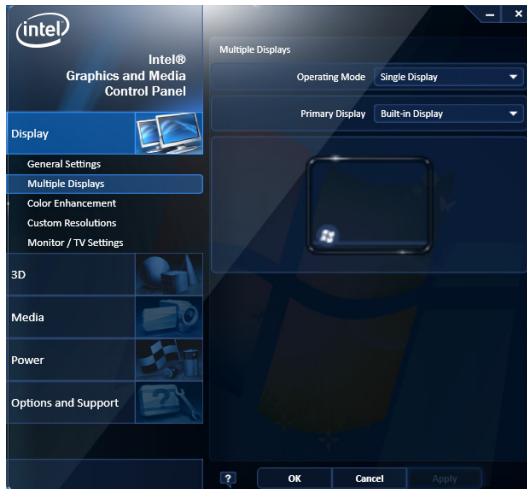 intel
Intel®
Graphics and Media
Control Panel
Display
General Settings
Multiple Displays
Color Enhancement
Custom Resolutions
Monitor / TV Settings
3D
Media
Power
Options and Support
Multiple Displays
Operating Mode Single Display
Primary Display Built-in Display
? OK Cancel Apply